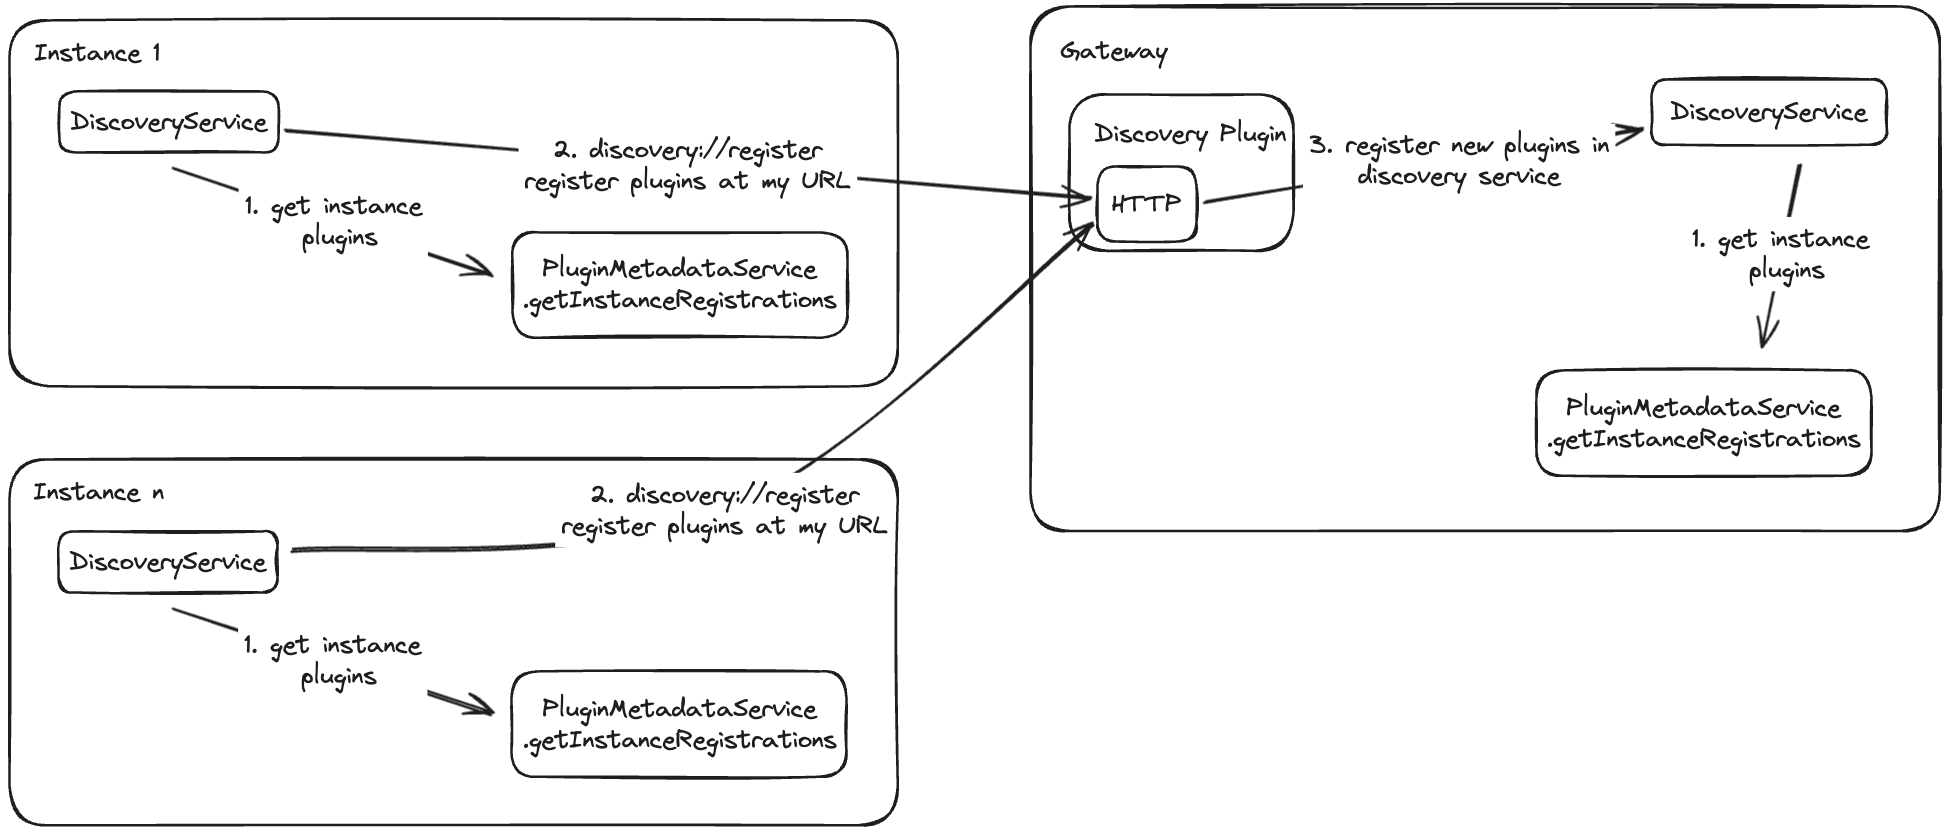 Instance 1
DiscoveryService
2. discovery://register
register plugins at my URL
1. get instance
plugins
PluginMetadataService
.getInstanceRegistrations
Instance n
2. discovery://register
register plugins at my URL
DiscoveryService
1. get instance
plugins
PluginMetadataService
.getInstanceRegistrations
Gateway
Discovery Plugin
HTTP
3. register new plugins in
discovery service
DiscoveryService
1. get instance
plugins
PluginMetadataService
.getInstanceRegistrations